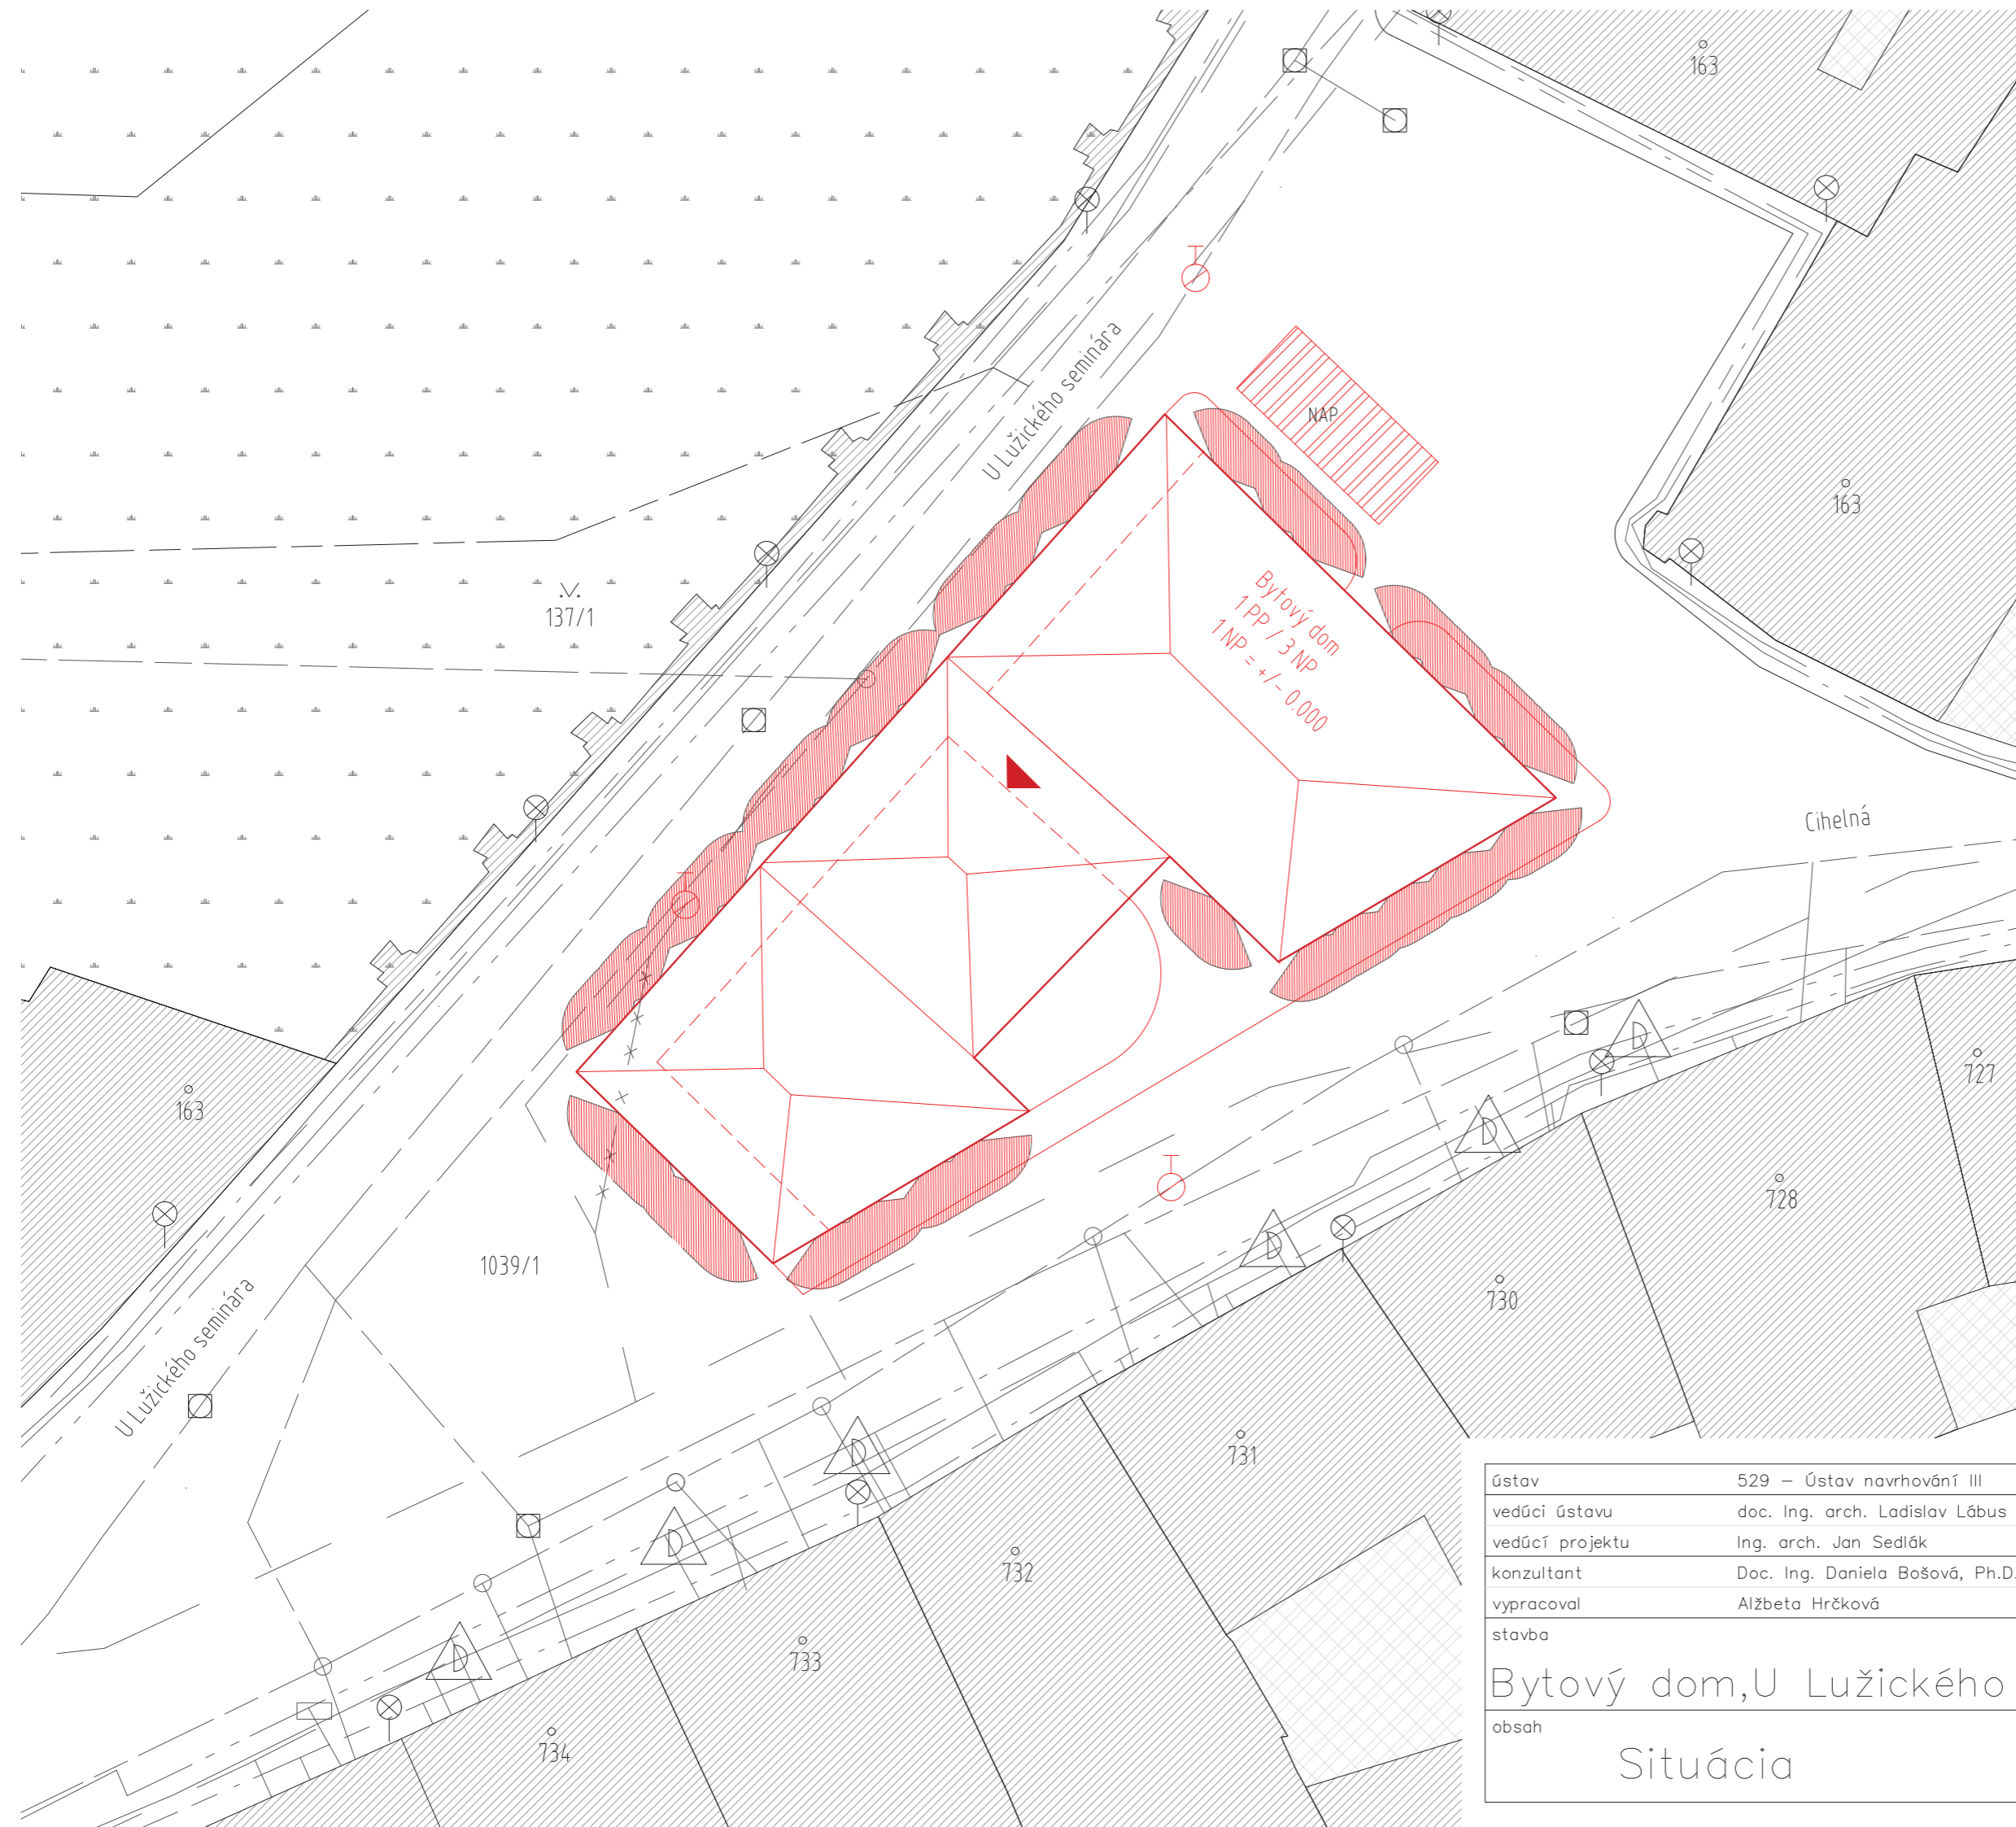 163
U Lužického seminára
NAP
163
137/1
Bytový dom
1 PP / 3 NP
1 NP = +/- 0.000
Cihelná
163
727
728
1039/1
730
U Lužického seminára
731
732
733
734
D
D
D
D
D
D
ústav 529 – Ústav navrhování III
vedúci ústavu doc. Ing. arch. Ladislav Lábus
vedúcí projektu Ing. arch. Jan Sedlák
konzultant Doc. Ing. Daniela Bošová, Ph.D.
vypracoval Alžbeta Hrčková
stavba
Bytový dom,U Lužického
obsah
Situácia